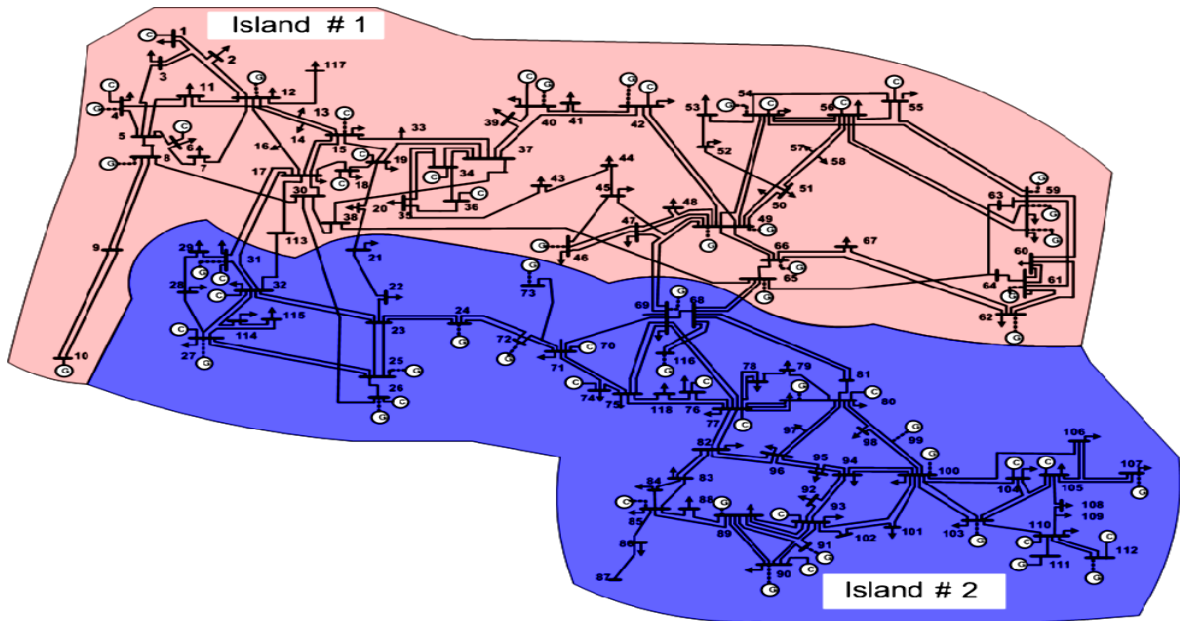 Island # 1
C 1
2
3
C 11 G 12 117
G 4
5 C 6 7
8 G
13 14 C 15 16
33
C G 39 40 41
G C 42
53 54 G C
56 G C 55
52
57 58
51
50
17 C 18 19
37 34 C
20 35 36 C
43 44 45
30 38
48 47 G 46
49 G G
66 67
65 G
63 59 G G G
60
61
64 G 62 G
9
113
21
10 G
29 31
28 G C
32 C
22
23
24 G
G 73
69 68 G
114 115
C 27 G
25 G
26 C G
72 G
71 70 C
C 74 75
116 G
118 76 C
78 79 81
77 C G
80 C
82
97 98 99 G
96 95 94
100 G
106
83
84
C 85 88
86
87
G 89
92
C 93
91 G
90 C G
102 101
103 G
C 104
C 105
107 G
108
109
110 C
G 111
112 C G
Island # 2